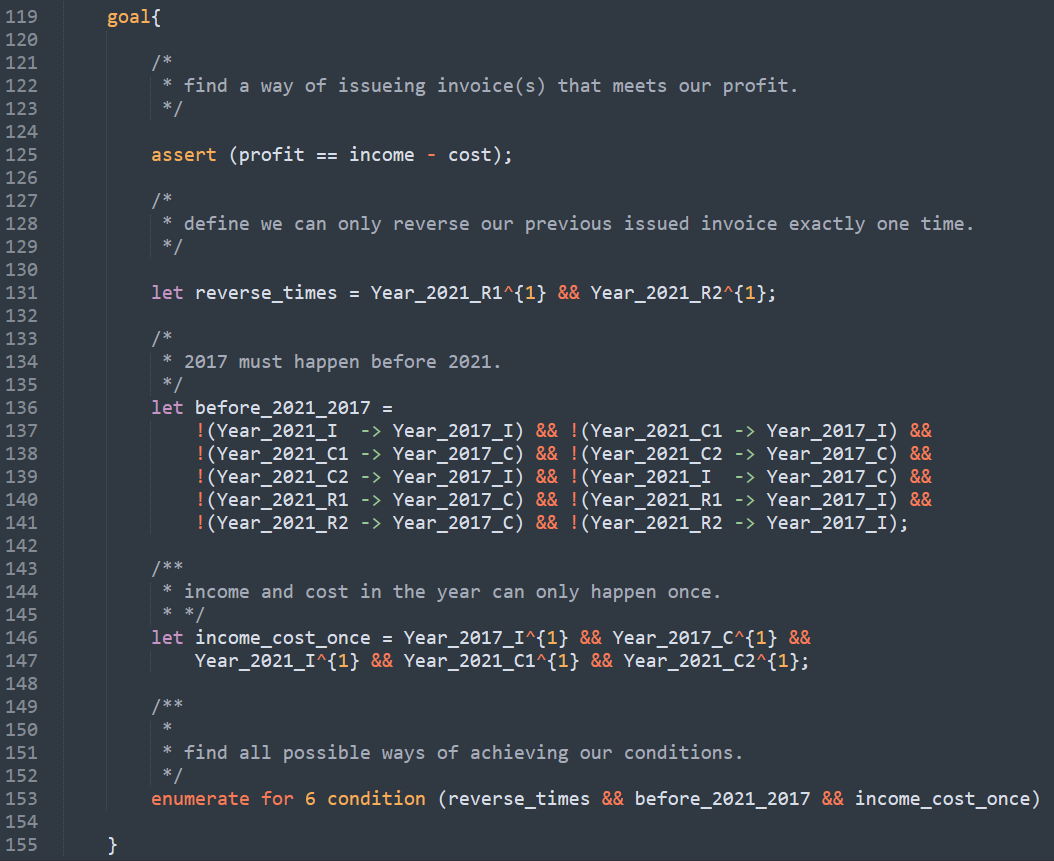 119 goal{
120
121 /*
122 * find a way of issueing invoice(s) that meets our profit.
123 */
124
125 assert (profit == income - cost);
126
127 /*
128 * define we can only reverse our previous issued invoice exactly one time.
129 */
130
131 let reverse_times = Year_2021_R1^{1} && Year_2021_R2^{1};
132
133 /*
134 * 2017 must happen before 2021.
135 */
136 let before_2021_2017 =
137 !(Year_2021_I  -> Year_2017_I) && !(Year_2021_C1 -> Year_2017_I) &&
138 !(Year_2021_C1 -> Year_2017_C) && !(Year_2021_C2 -> Year_2017_C) &&
139 !(Year_2021_C2 -> Year_2017_I) && !(Year_2021_I  -> Year_2017_C) &&
140 !(Year_2021_R1 -> Year_2017_C) && !(Year_2021_R1 -> Year_2017_I) &&
141 !(Year_2021_R2 -> Year_2017_C) && !(Year_2021_R2 -> Year_2017_I);
142
143 /**
144 * income and cost in the year can only happen once.
145 * */
146 let income_cost_once = Year_2017_I^{1} && Year_2017_C^{1} &&
147 Year_2021_I^{1} && Year_2021_C1^{1} && Year_2021_C2^{1};
148
149 /**
150 *
151 * find all possible ways of achieving our conditions.
152 */
153 enumerate for 6 condition (reverse_times && before_2021_2017 && income_cost_once)
154
155 }